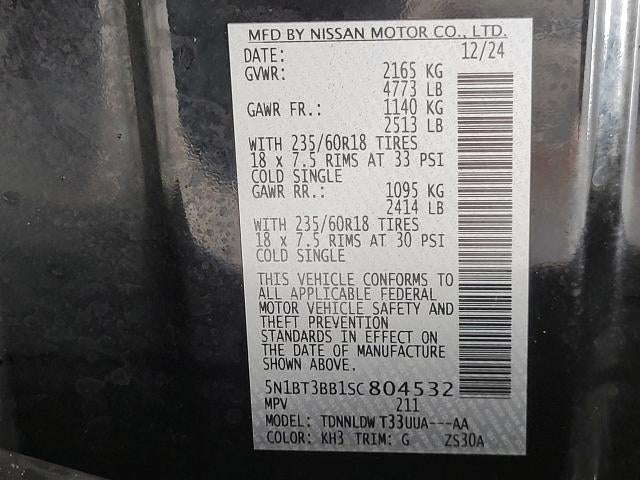 MFD BY NISSAN MOTOR CO., LTD.
DATE: 12/24
GVWR: 2165 KG
4773 LB
GAWR FR.: 1140 KG
2513 LB
WITH 235/60R18 TIRES
18 x 7.5 RIMS AT 33 PSI
COLD SINGLE
GAWR RR.: 1095 KG
2414 LB
WITH 235/60R18 TIRES
18 x 7.5 RIMS AT 30 PSI
COLD SINGLE
THIS VEHICLE CONFORMS TO
ALL APPLICABLE FEDERAL
MOTOR VEHICLE SAFETY AND
THEFT PREVENTION
STANDARDS IN EFFECT ON
THE DATE OF MANUFACTURE
SHOWN ABOVE.
5N1BT3BB1SC804532
MPV 211
MODEL: TDNNLDWT33UUA---AA
COLOR: KH3 TRIM: G ZS30A